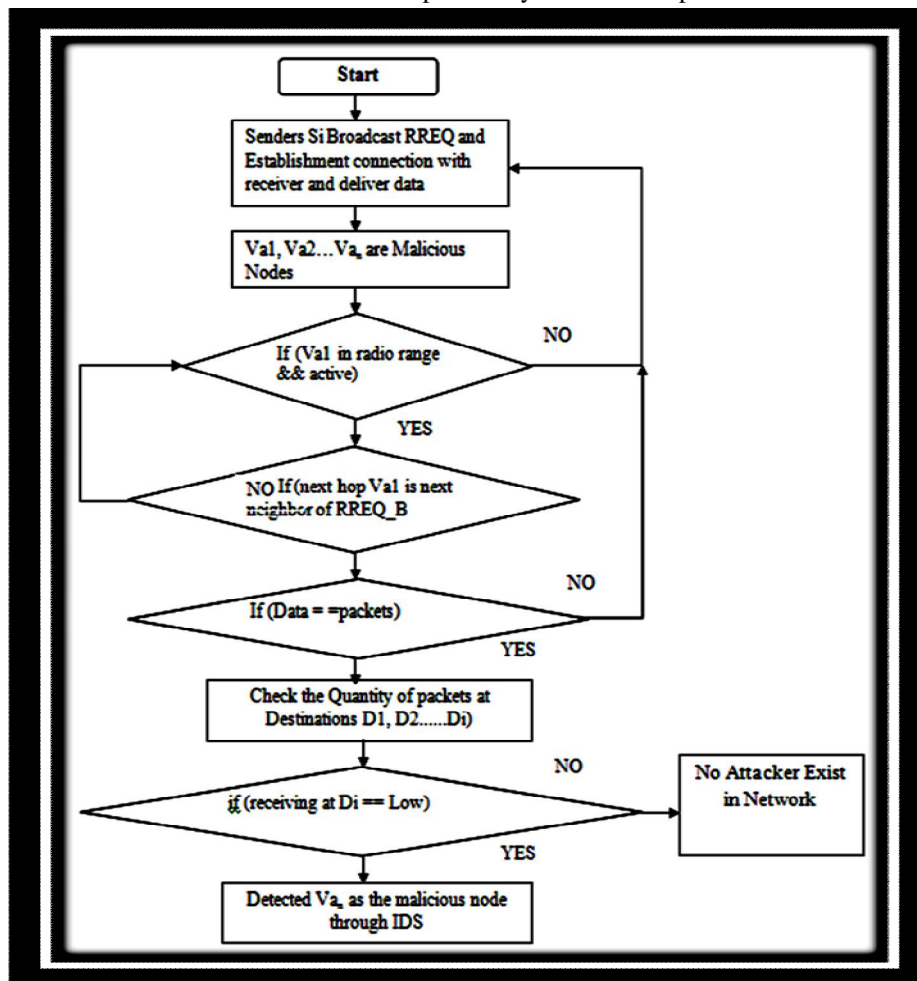 Start
Senders Si Broadcast RREQ and
Establishment connection with
receiver and deliver data
Va1, Va2…Vaₙ are Malicious
Nodes
If (Va1 in radio range
&& active)
NO
YES
NO If (next hop Va1 is next
neighbor of RREQ_B
If (Data = =packets)
NO
YES
Check the Quantity of packets at
Destinations D1, D2......Di)
if (receiving at Di == Low)
NO
YES
No Attacker Exist
in Network
Detected Vaₙ as the malicious node
through IDS